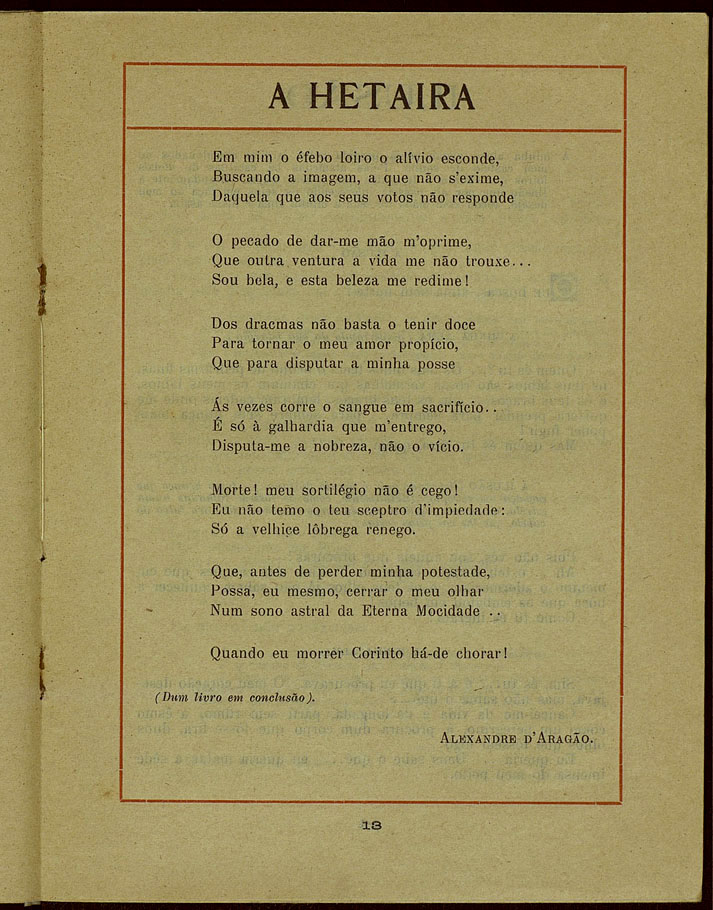 A HETAIRA
Em mim o éfebo loiro o alívio esconde,
Buscando a imagem, a que não s'exime,
Daquela que aos seus votos não responde
O pecado de dar-me mão m'oprime,
Que outra ventura a vida me não trouxe...
Sou bela, e esta beleza me redime!
Dos dracmas não basta o tenir doce
Para tornar o meu amor propício,
Que para disputar a minha posse
Ás vezes corre o sangue em sacrifício..
É só à galhardia que m'entrego,
Disputa-me a nobreza, não o vício.
Morte! meu sortilégio não é cego!
Eu não temo o teu sceptro d'impiedade:
Só a velhice lôbrega renego.
Que, antes de perder minha potestade,
Possa, eu mesmo, cerrar o meu olhar
Num sono astral da Eterna Mocidade ..
Quando eu morrer Corinto há-de chorar!
(Dum livro em conclusão).
ALEXANDRE D'ARAGÃO.
13